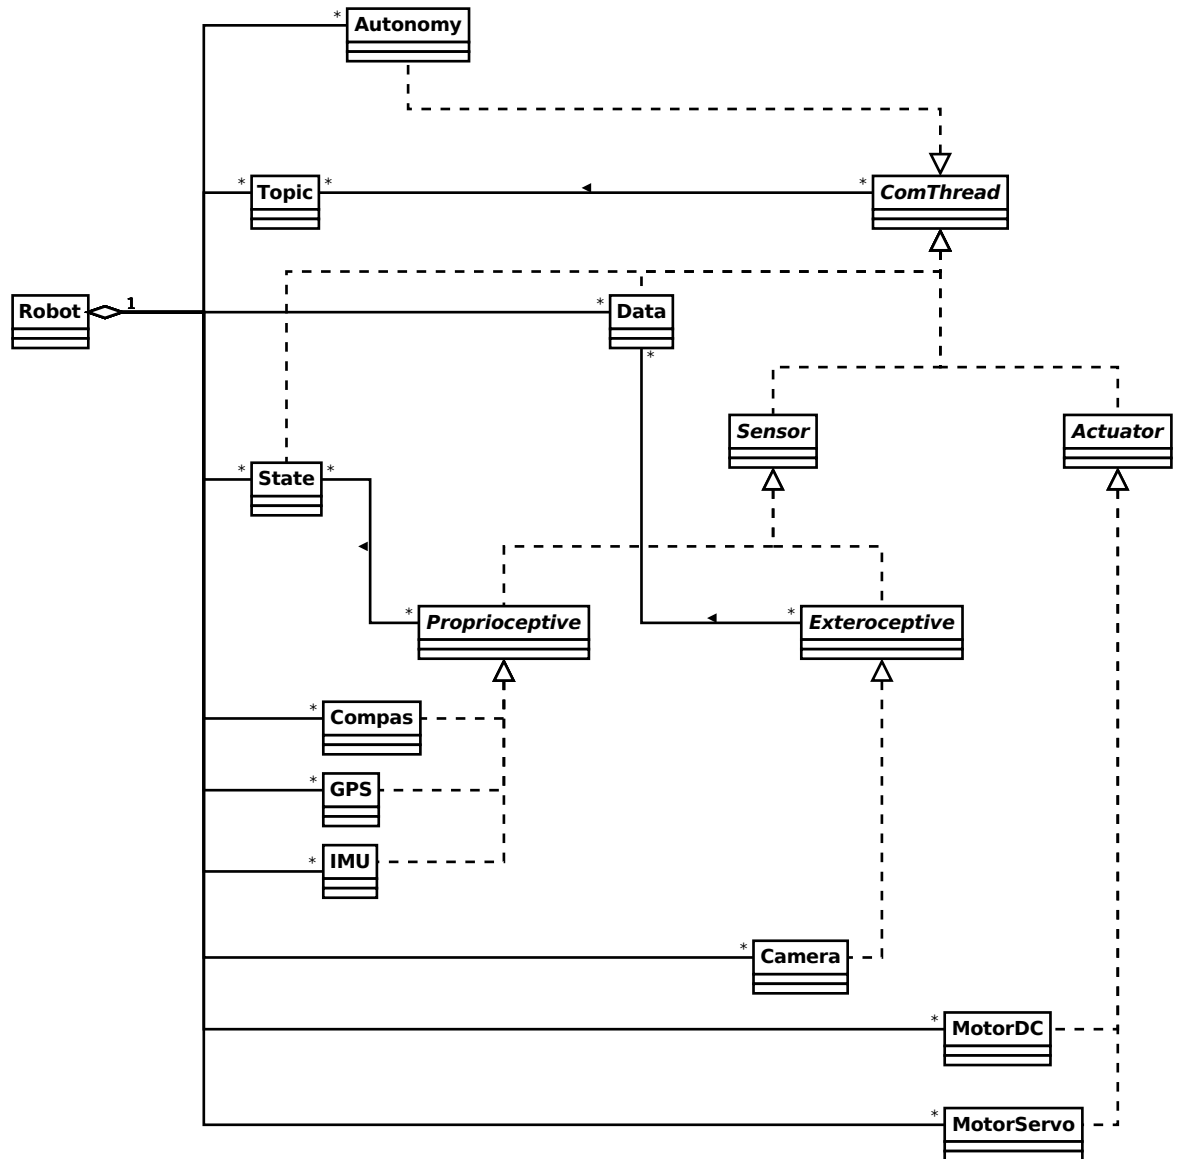 * Autonomy
* Topic * * ComThread
Robot 1 * Data
*
Sensor Actuator
* State *
* Proprioceptive * Exteroceptive
* Compas
* GPS
* IMU
* Camera
* MotorDC
* MotorServo